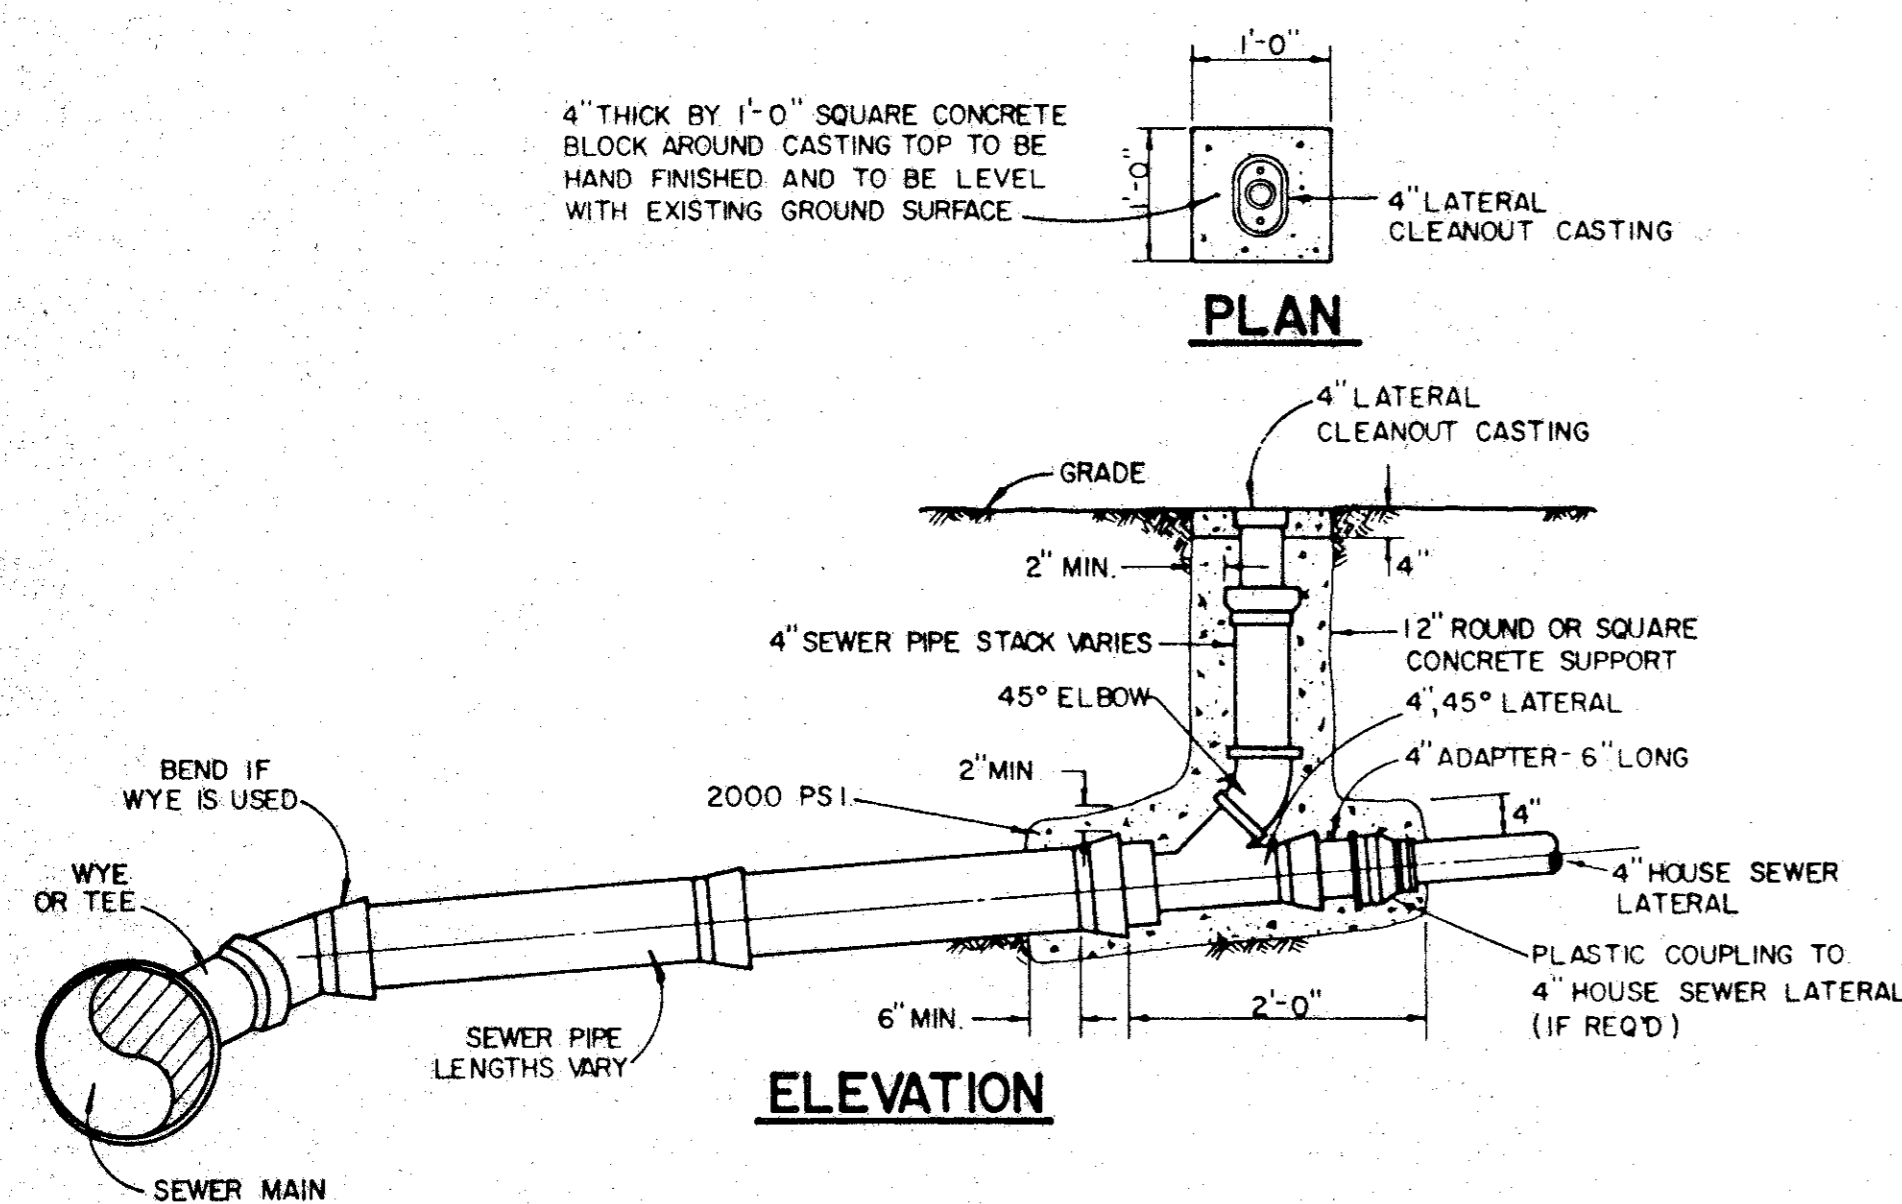 1'-0"
4" THICK BY 1'-0" SQUARE CONCRETE
BLOCK AROUND CASTING TOP TO BE
HAND FINISHED AND TO BE LEVEL
WITH EXISTING GROUND SURFACE
1'-0"
4" LATERAL
CLEANOUT CASTING
PLAN
4" LATERAL
CLEANOUT CASTING
GRADE
2" MIN.
4"
4" SEWER PIPE STACK VARIES
12" ROUND OR SQUARE
CONCRETE SUPPORT
45° ELBOW
4", 45° LATERAL
4" ADAPTER - 6" LONG
BEND IF
WYE IS USED
2" MIN
2000 PSI.
4"
WYE
OR TEE
4" HOUSE SEWER
LATERAL
PLASTIC COUPLING TO
4" HOUSE SEWER LATERAL
(IF REQ'D)
6" MIN.
2'-0"
SEWER PIPE
LENGTHS VARY
ELEVATION
SEWER MAIN